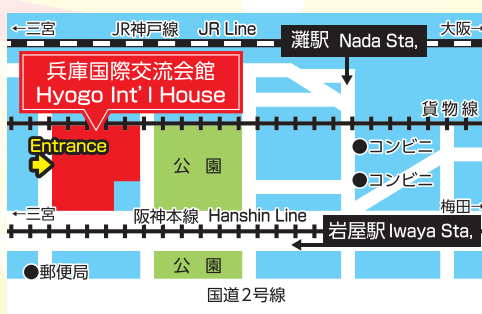 ←三宮 JR神戸線 JR Line 大阪→
灘駅 Nada Sta,
兵庫国際交流会館
Hyogo Int'l House
貨物線
Entrance
公園
●コンビニ
●コンビニ
←三宮 阪神本線 Hanshin Line 梅田→
岩屋駅 Iwaya Sta,
●郵便局
公園
国道2号線